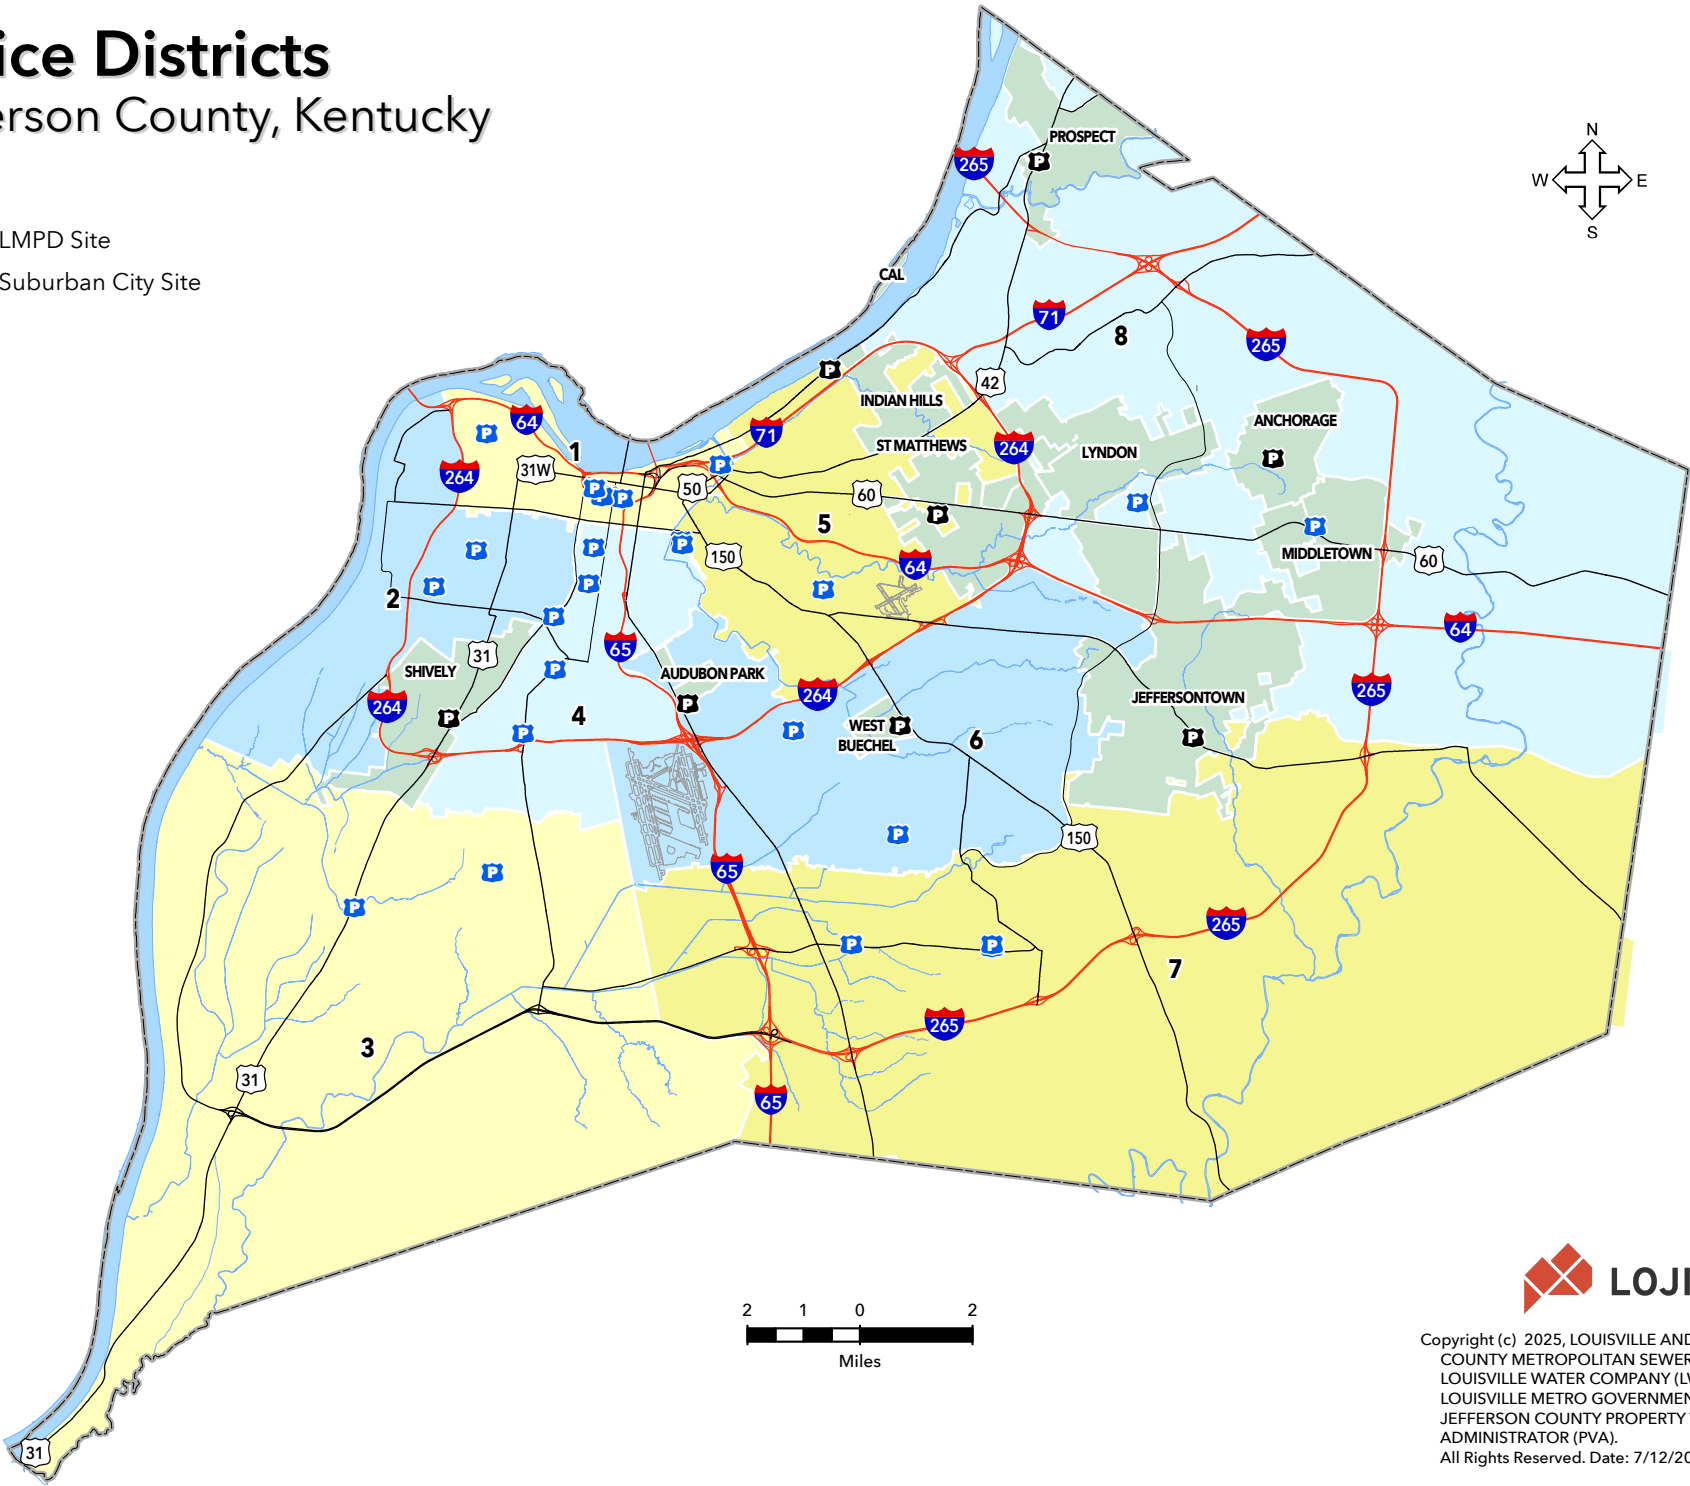 ice Districts
erson County, Kentucky
LMPD Site
Suburban City Site
N
W E
S
PROSPECT
265
CAL
71
8
265
42
INDIAN HILLS
ANCHORAGE
64
1
71
ST MATTHEWS
264
LYNDON
31W
264
50
60
5
MIDDLETOWN
60
150
64
2
64
31
65
SHIVELY
AUDUBON PARK
265
264
264
JEFFERSONTOWN
4
WEST
BUECHEL
6
150
65
265
7
265
3
31
65
2 1 0 2
Miles
31
LOJI
Copyright (c) 2025, LOUISVILLE AND
COUNTY METROPOLITAN SEWER
LOUISVILLE WATER COMPANY (LW
LOUISVILLE METRO GOVERNMEN
JEFFERSON COUNTY PROPERTY
ADMINISTRATOR (PVA).
All Rights Reserved. Date: 7/12/20